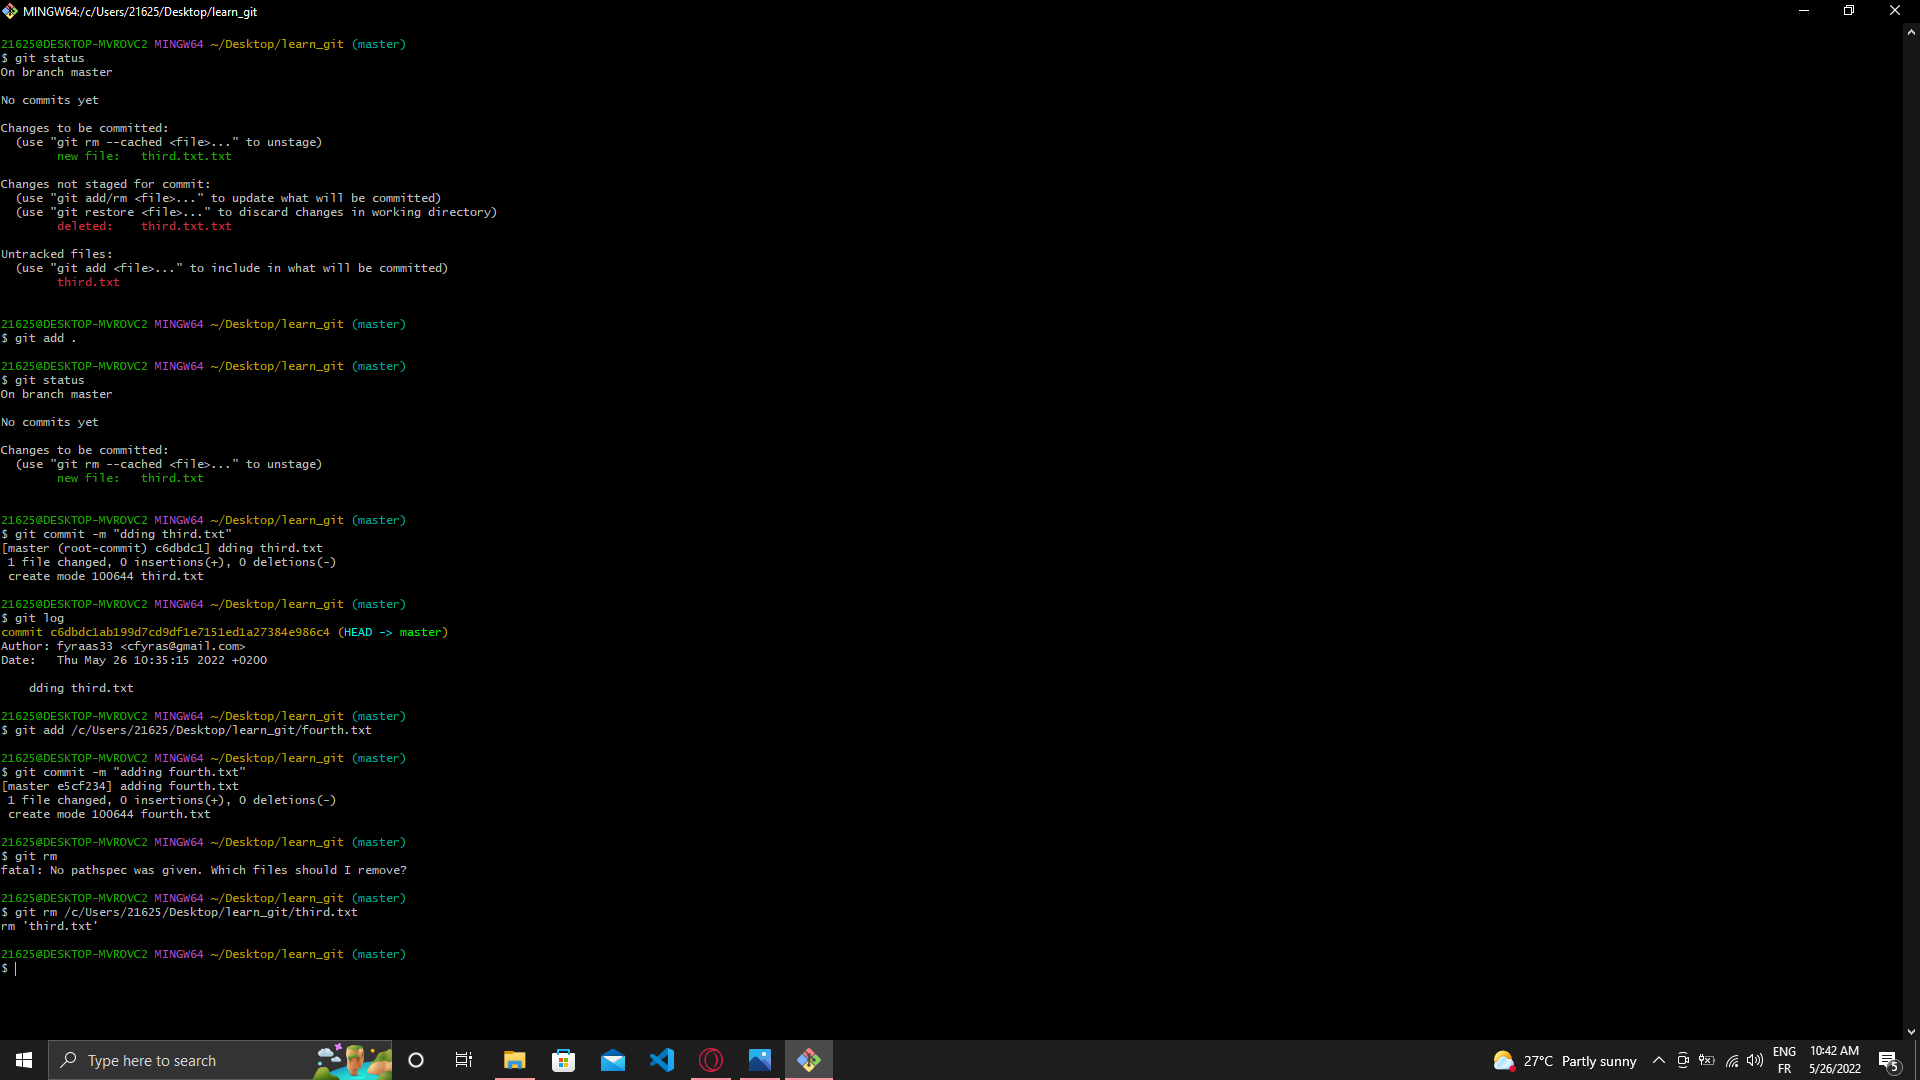 MINGW64:/c/Users/21625/Desktop/learn_git
21625@DESKTOP-MVROVC2 MINGW64 ~/Desktop/learn_git (master)
$ git status
On branch master
No commits yet
Changes to be committed:
  (use "git rm --cached <file>..." to unstage)
        new file:   third.txt.txt
Changes not staged for commit:
  (use "git add/rm <file>..." to update what will be committed)
  (use "git restore <file>..." to discard changes in working directory)
        deleted:    third.txt.txt
Untracked files:
  (use "git add <file>..." to include in what will be committed)
        third.txt
21625@DESKTOP-MVROVC2 MINGW64 ~/Desktop/learn_git (master)
$ git add .
21625@DESKTOP-MVROVC2 MINGW64 ~/Desktop/learn_git (master)
$ git status
On branch master
No commits yet
Changes to be committed:
  (use "git rm --cached <file>..." to unstage)
        new file:   third.txt
21625@DESKTOP-MVROVC2 MINGW64 ~/Desktop/learn_git (master)
$ git commit -m "dding third.txt"
[master (root-commit) c6dbdc1] dding third.txt
 1 file changed, 0 insertions(+), 0 deletions(-)
 create mode 100644 third.txt
21625@DESKTOP-MVROVC2 MINGW64 ~/Desktop/learn_git (master)
$ git log
commit c6dbdc1ab199d7cd9df1e7151ed1a27384e986c4 (HEAD -> master)
Author: fyraas33 <cfyras@gmail.com>
Date:   Thu May 26 10:35:15 2022 +0200
    dding third.txt
21625@DESKTOP-MVROVC2 MINGW64 ~/Desktop/learn_git (master)
$ git add /c/Users/21625/Desktop/learn_git/fourth.txt
21625@DESKTOP-MVROVC2 MINGW64 ~/Desktop/learn_git (master)
$ git commit -m "adding fourth.txt"
[master e5cf234] adding fourth.txt
 1 file changed, 0 insertions(+), 0 deletions(-)
 create mode 100644 fourth.txt
21625@DESKTOP-MVROVC2 MINGW64 ~/Desktop/learn_git (master)
$ git rm
fatal: No pathspec was given. Which files should I remove?
21625@DESKTOP-MVROVC2 MINGW64 ~/Desktop/learn_git (master)
$ git rm /c/Users/21625/Desktop/learn_git/third.txt
rm 'third.txt'
21625@DESKTOP-MVROVC2 MINGW64 ~/Desktop/learn_git (master)
$
Type here to search
27°C Partly sunny
ENG
FR
10:42 AM
5/26/2022
5